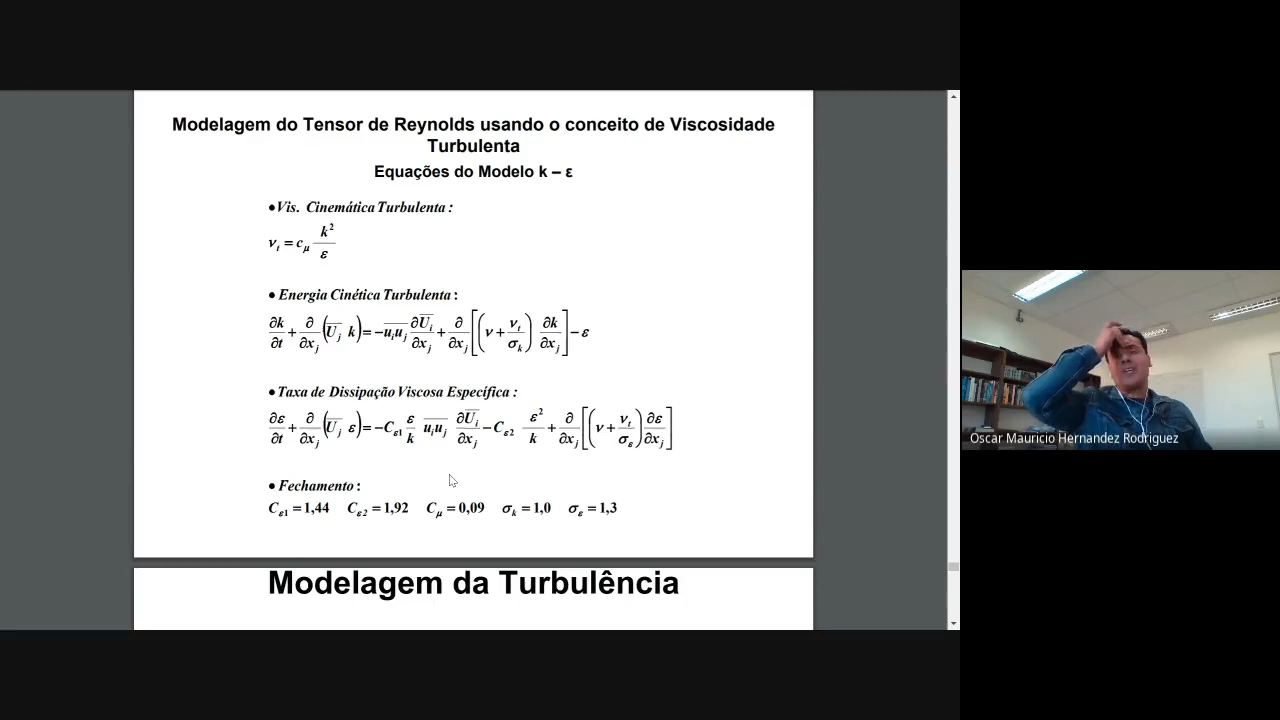 Modelagem do Tensor de Reynolds usando o conceito de Viscosidade
Turbulenta
Equações do Modelo k – ε
•Vis. Cinemática Turbulenta :
ν_t = c_μ k²/ε
• Energia Cinética Turbulenta :
∂k/∂t + ∂/∂x_j (U̅_j k) = −u̅_i̅u̅_j̅ ∂U̅_i/∂x_j + ∂/∂x_j [(ν + ν_t/σ_k) ∂k/∂x_j] − ε
• Taxa de Dissipação Viscosa Específica :
∂ε/∂t + ∂/∂x_j (U̅_j ε) = −C_ε1 ε/k u̅_i̅u̅_j̅ ∂U̅_i/∂x_j − C_ε2 ε²/k + ∂/∂x_j [(ν + ν_t/σ_ε) ∂ε/∂x_j]
• Fechamento :
C_ε1 = 1,44 C_ε2 = 1,92 C_μ = 0,09 σ_k = 1,0 σ_ε = 1,3
Modelagem da Turbulência
Oscar Mauricio Hernandez Rodriguez